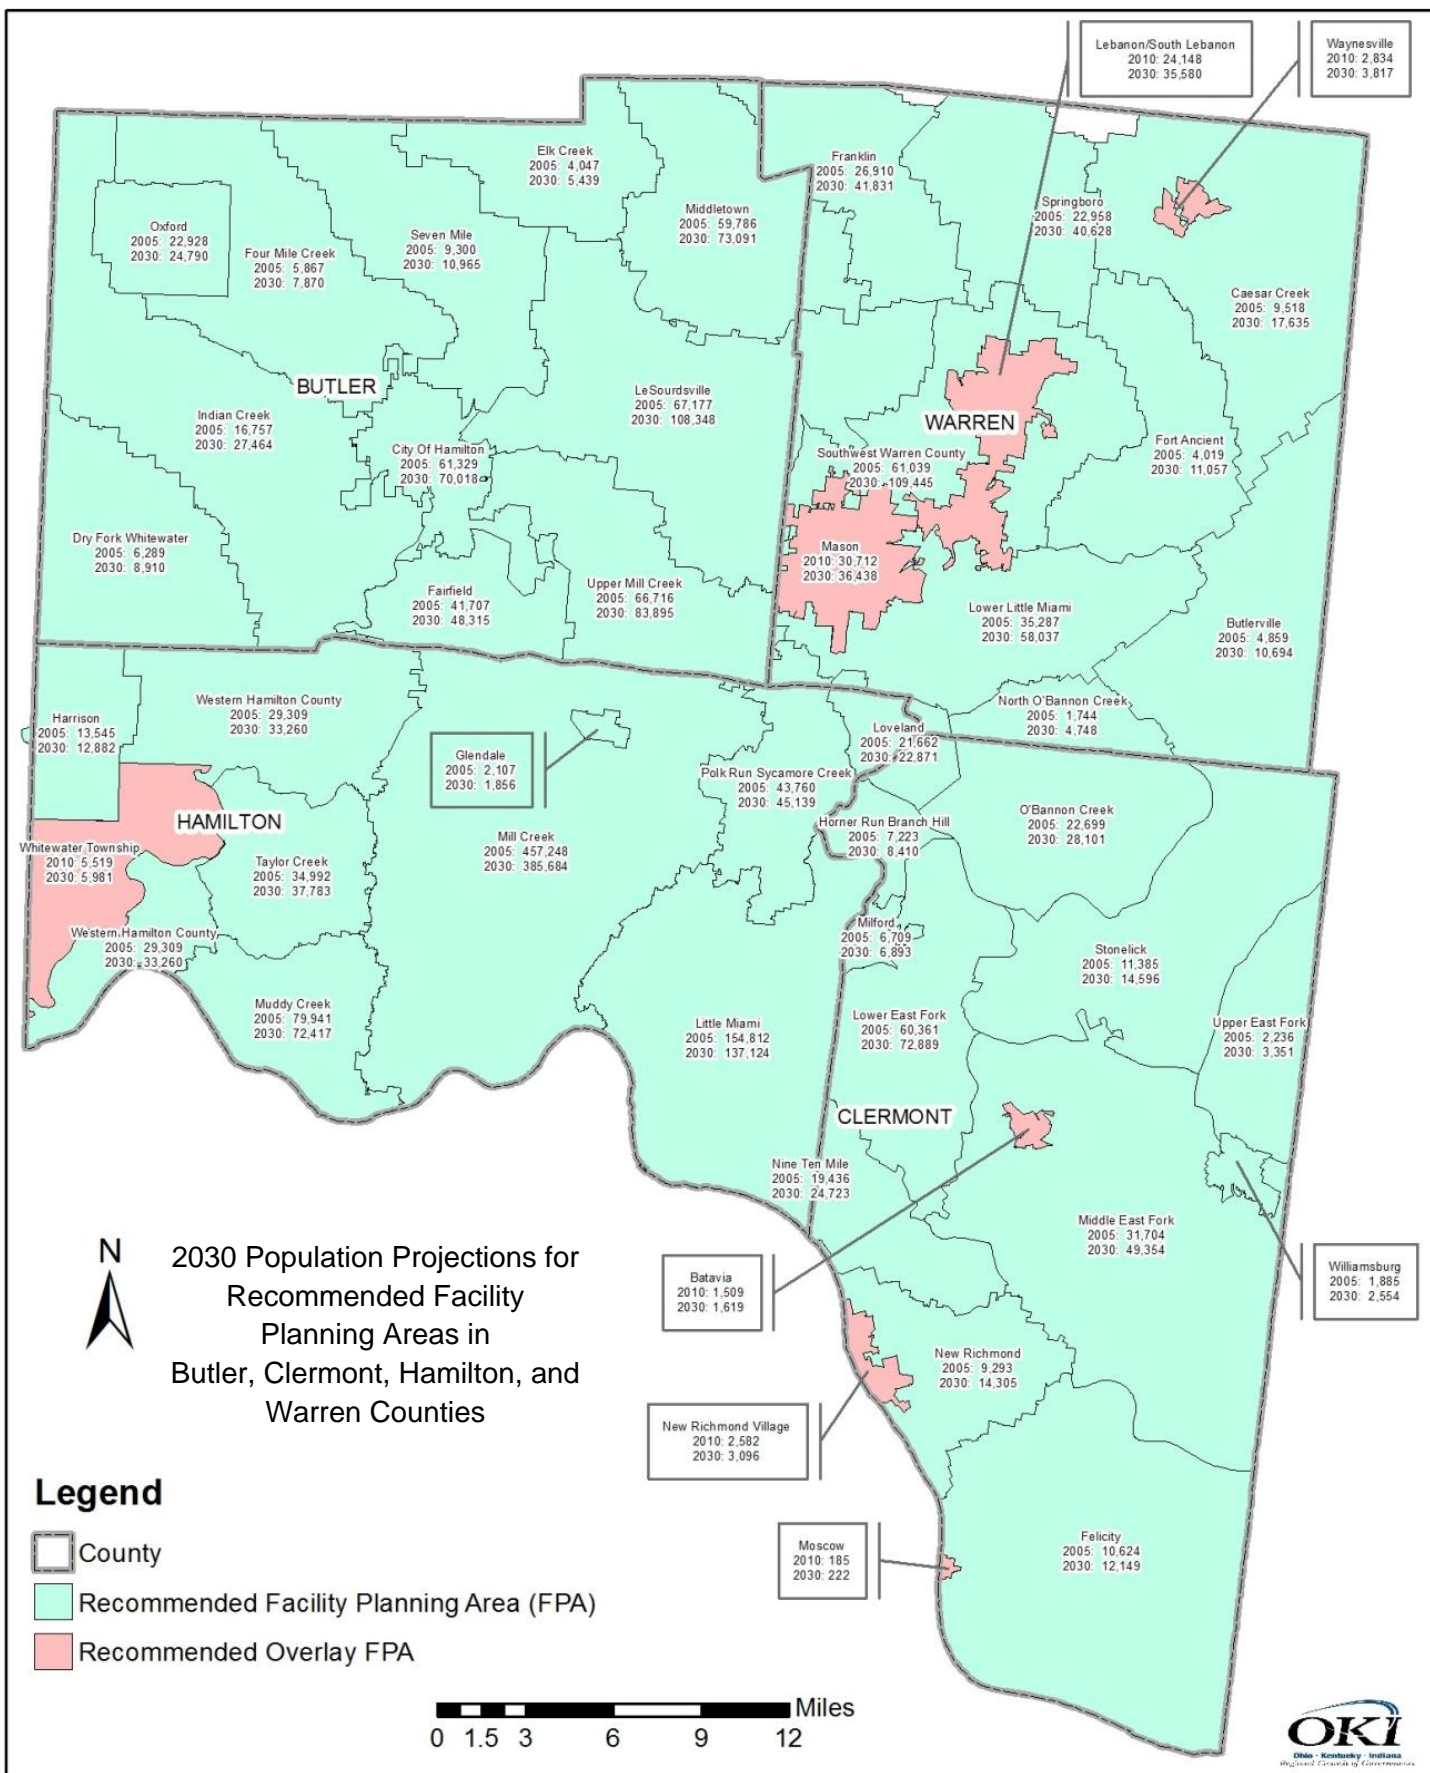 Lebanon/South Lebanon
2010: 24,148
2030: 35,580
Waynesville
2010: 2,834
2030: 3,817
Elk Creek
2005: 4,047
2030: 5,439
Franklin
2005: 26,910
2030: 41,831
Middletown
2005: 59,786
2030: 73,091
Springboro
2005: 22,958
2030: 40,628
Oxford
2005: 22,928
2030: 24,790
Four Mile Creek
2005: 5,867
2030: 7,870
Seven Mile
2005: 9,300
2030: 10,965
Caesar Creek
2005: 9,518
2030: 17,635
BUTLER
LeSourdsville
2005: 67,177
2030: 108,348
Indian Creek
2005: 16,757
2030: 27,464
WARREN
City Of Hamilton
2005: 61,329
2030: 70,018
Southwest Warren County
2005: 61,039
2030: 109,445
Fort Ancient
2005: 4,019
2030: 11,057
Dry Fork Whitewater
2005: 6,289
2030: 8,910
Mason
2010: 30,712
2030: 36,438
Fairfield
2005: 41,707
2030: 48,315
Upper Mill Creek
2005: 66,716
2030: 83,895
Lower Little Miami
2005: 35,287
2030: 58,037
Butlerville
2005: 4,859
2030: 10,694
Western Hamilton County
2005: 29,309
2030: 33,260
North O'Bannon Creek
2005: 1,744
2030: 4,748
Harrison
2005: 13,545
2030: 12,882
Loveland
2005: 21,662
2030: 22,871
Glendale
2005: 2,107
2030: 1,856
Polk Run Sycamore Creek
2005: 43,760
2030: 45,139
O'Bannon Creek
2005: 22,699
2030: 28,101
HAMILTON
Horner Run Branch Hill
2005: 7,223
2030: 8,410
Mill Creek
2005: 457,248
2030: 385,684
Whitewater Township
2010: 5,519
2030: 5,981
Taylor Creek
2005: 34,992
2030: 37,783
Western Hamilton County
2005: 29,309
2030: 33,260
Milford
2005: 6,709
2030: 6,893
Stonelick
2005: 11,385
2030: 14,596
Muddy Creek
2005: 79,941
2030: 72,417
Little Miami
2005: 154,812
2030: 137,124
Lower East Fork
2005: 60,361
2030: 72,889
Upper East Fork
2005: 2,236
2030: 3,351
CLERMONT
Nine Ten Mile
2005: 19,436
2030: 24,723
Middle East Fork
2005: 31,704
2030: 49,354
Batavia
2010: 1,509
2030: 1,619
Williamsburg
2005: 1,885
2030: 2,554
N
2030 Population Projections for
Recommended Facility
Planning Areas in
Butler, Clermont, Hamilton, and
Warren Counties
New Richmond
2005: 9,293
2030: 14,305
New Richmond Village
2010: 2,582
2030: 3,096
Legend
County
Recommended Facility Planning Area (FPA)
Recommended Overlay FPA
Moscow
2010: 185
2030: 222
Felicity
2005: 10,624
2030: 12,149
Miles
0 1.5 3 6 9 12
OKI
Ohio - Kentucky - Indiana
Regional Council of Governments